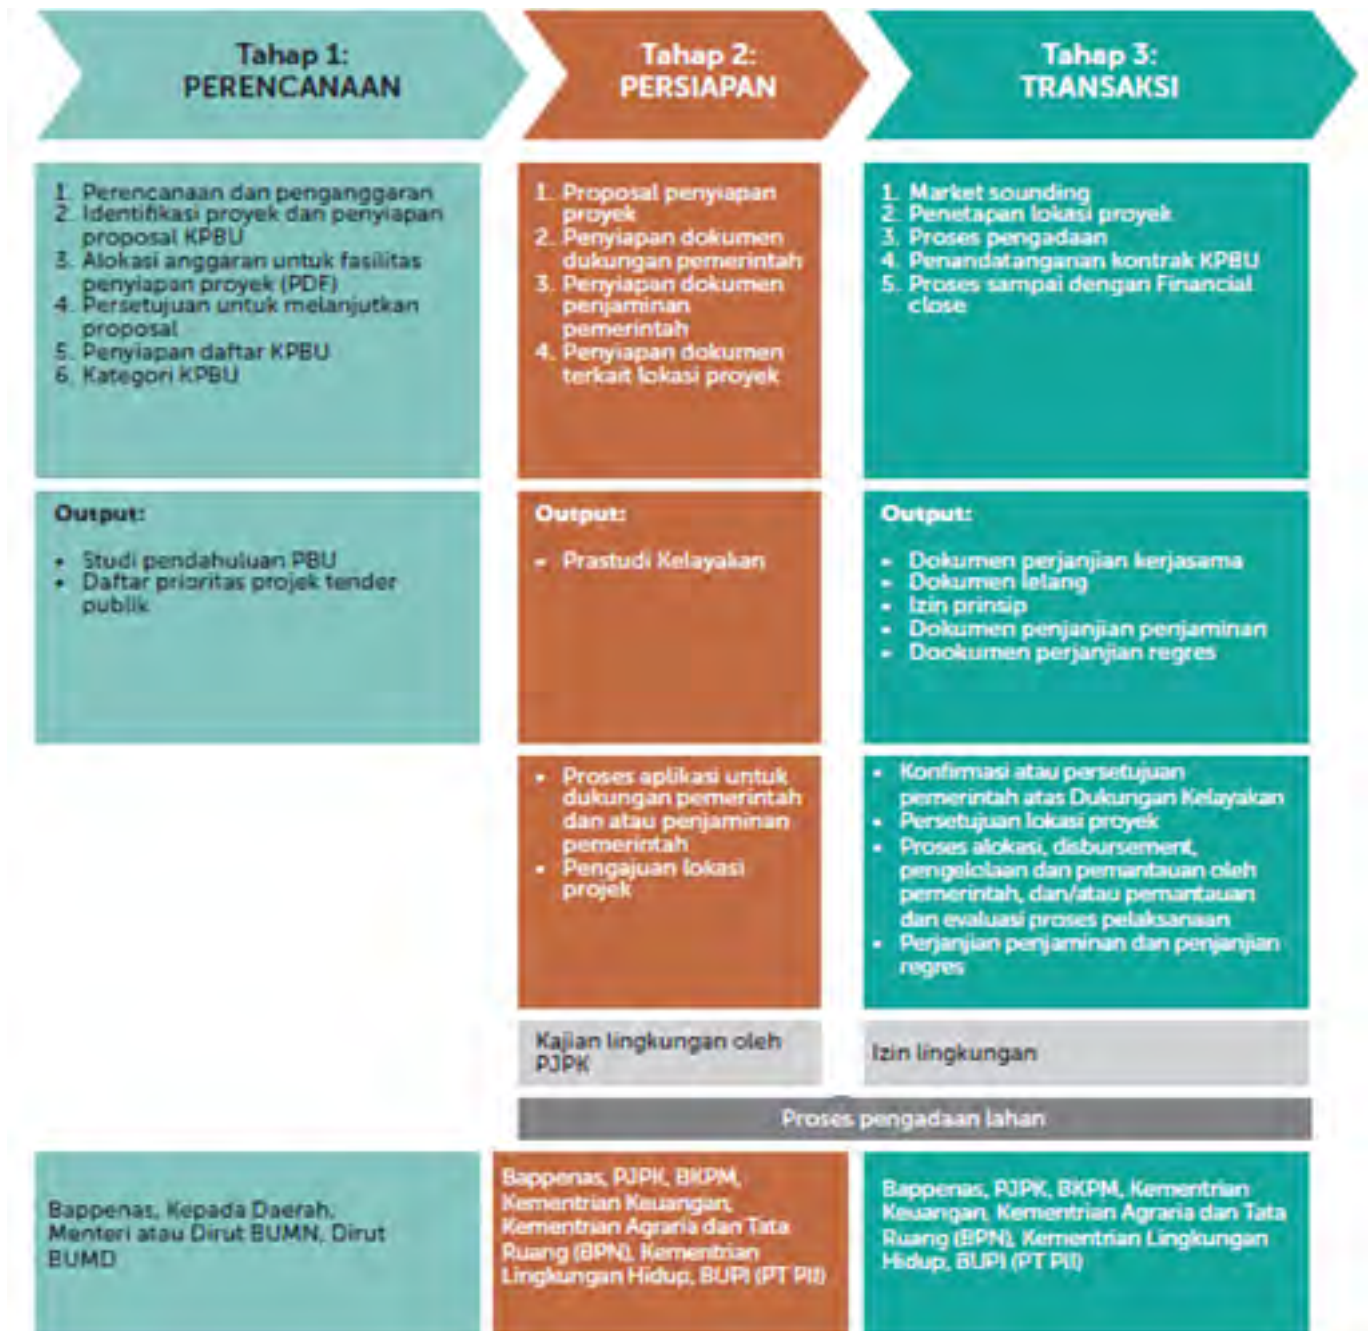 Tahap 1:
PERENCANAAN
Tahap 2:
PERSIAPAN
Tahap 3:
TRANSAKSI
1. Perencanaan dan penganggaran
2. Identifikasi proyek dan penyiapan
proposal KPBU
3. Alokasi anggaran untuk fasilitas
penyiapan proyek (PDF)
4. Persetujuan untuk melanjutkan
proposal
5. Penyiapan daftar KPBU
6. Kategori KPBU
1. Proposal penyiapan
proyek
2. Penyiapan dokumen
dukungan pemerintah
3. Penyiapan dokumen
penjaminan
pemerintah
4. Penyiapan dokumen
terkait lokasi proyek
1. Market sounding
2. Penetapan lokasi proyek
3. Proses pengadaan
4. Penandatanganan kontrak KPBU
5. Proses sampai dengan Financial
close
Output:
• Studi pendahuluan PBU
• Daftar prioritas projek tender
publik
Output:
• Prastudi Kelayakan
Output:
• Dokumen perjanjian kerjasama
• Dokumen lelang
• Izin prinsip
• Dokumen penjanjian penjaminan
• Dookumen perjanjian regres
• Proses aplikasi untuk
dukungan pemerintah
dan atau penjaminan
pemerintah
• Pengajuan lokasi
projek
• Konfirmasi atau persetujuan
pemerintah atas Dukungan Kelayakan
• Persetujuan lokasi proyek
• Proses alokasi, disbursement,
pengelolaan dan pemantauan oleh
pemerintah, dan/atau pemantauan
dan evaluasi proses pelaksanaan
• Perjanjian penjaminan dan penjanjian
regres
Kajian lingkungan oleh
PJPK
Izin lingkungan
Proses pengadaan lahan
Bappenas, Kepada Daerah,
Menteri atau Dirut BUMN, Dirut
BUMD
Bappenas, PJPK, BKPM,
Kementrian Keuangan,
Kementrian Agraria dan Tata
Ruang (BPN), Kementrian
Lingkungan Hidup, BUPI (PT PII)
Bappenas, PJPK, BKPM, Kementrian
Keuangan, Kementrian Agraria dan Tata
Ruang (BPN), Kementrian Lingkungan
Hidup, BUPI (PT PII)